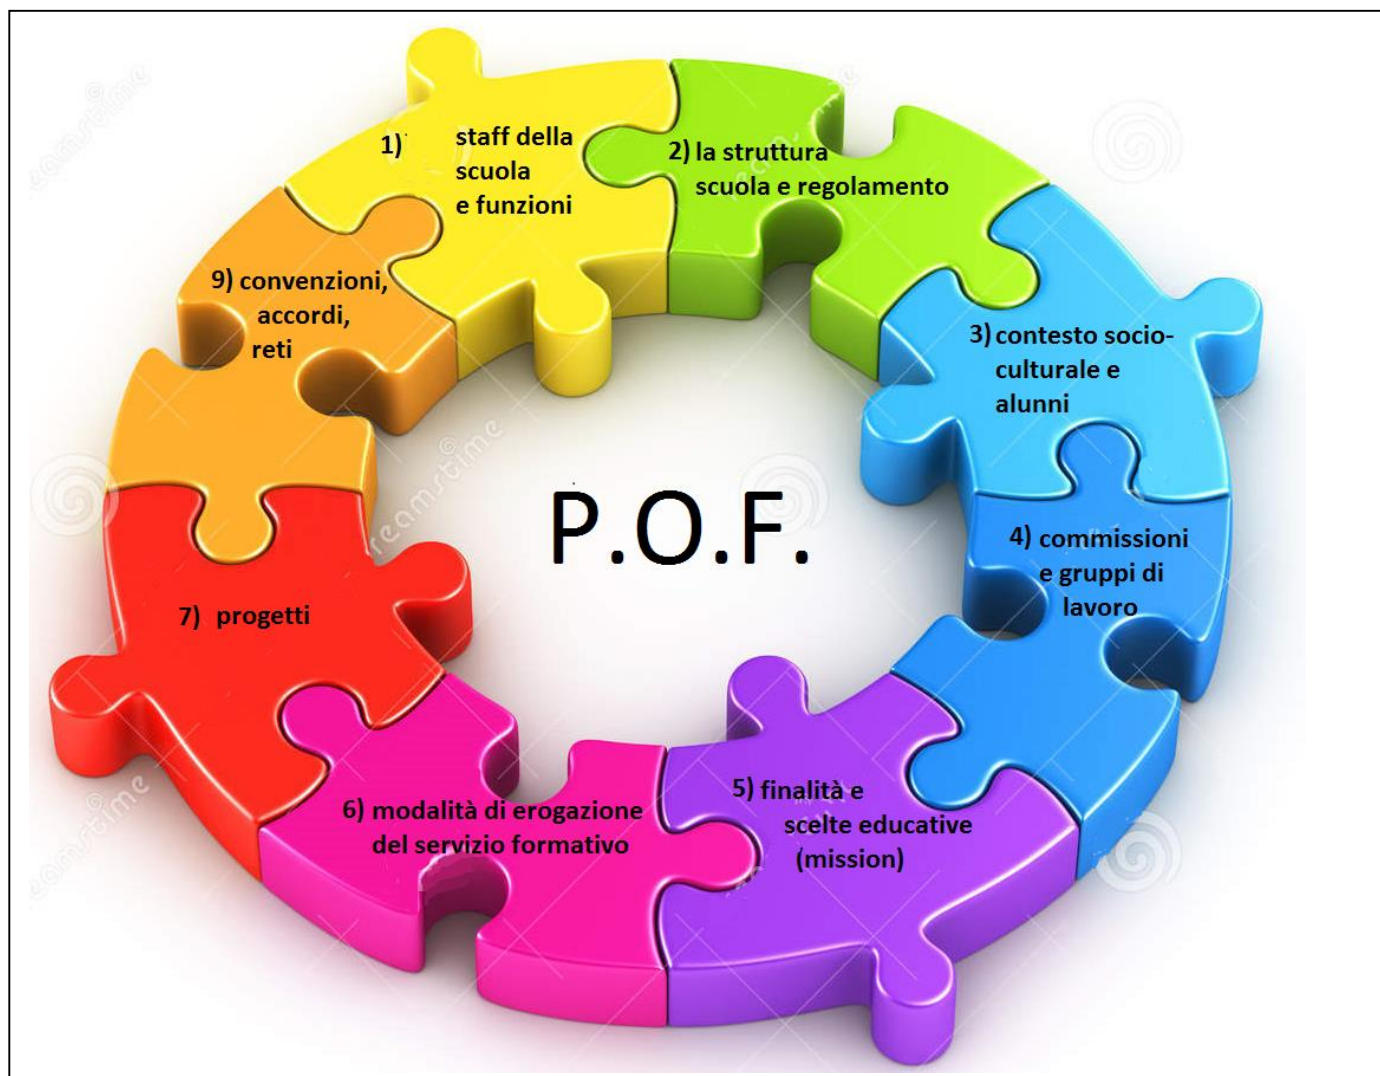 1) staff della
scuola
e funzioni
2) la struttura
scuola e regolamento
3) contesto socio-
culturale e
alunni
4) commissioni
e gruppi di
lavoro
5) finalità e
scelte educative
(mission)
6) modalità di erogazione
del servizio formativo
7) progetti
9) convenzioni,
accordi,
reti
P.O.F.
dreamstime